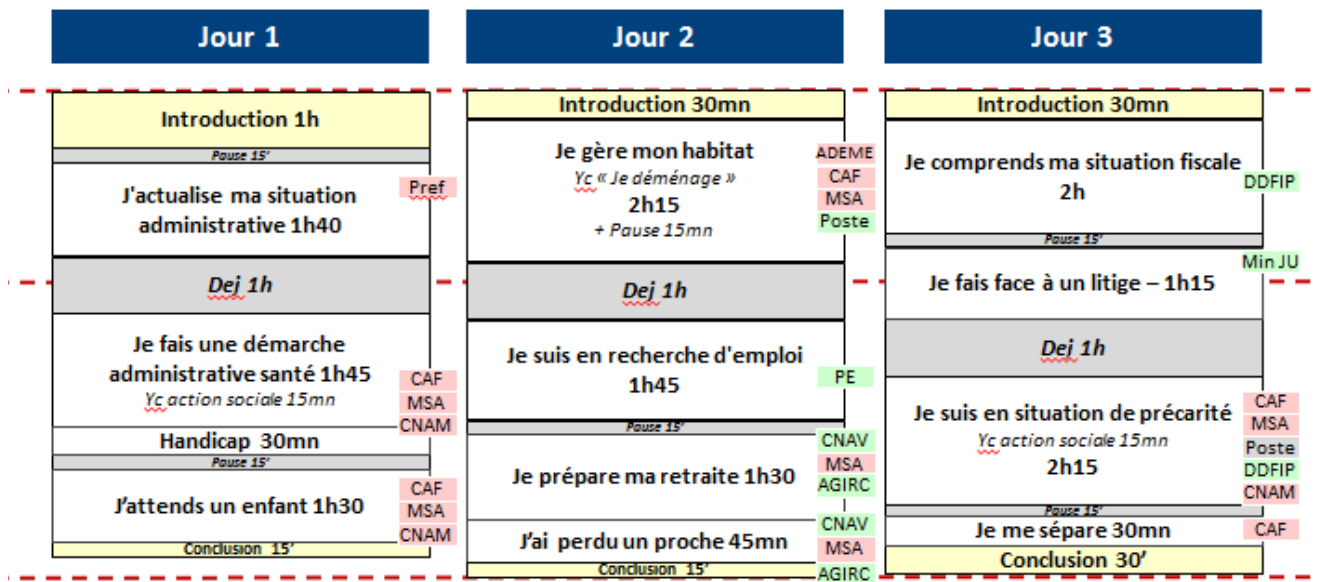 Jour 1
Introduction 1h
Pause 15'
J'actualise ma situation
administrative 1h40
Pref
Dej 1h
Je fais une démarche
administrative santé 1h45
Yc action sociale 15mn
CAF
MSA
CNAM
Handicap 30mn
Pause 15'
J'attends un enfant 1h30
CAF
MSA
CNAM
Conclusion 15'
Jour 2
Introduction 30mn
Je gère mon habitat
Yc « Je déménage »
2h15
+ Pause 15mn
ADEME
CAF
MSA
Poste
Dej 1h
Je suis en recherche d'emploi
1h45
PE
Pause 15'
Je prépare ma retraite 1h30
CNAV
MSA
AGIRC
J'ai perdu un proche 45mn
CNAV
MSA
AGIRC
Conclusion 15'
Jour 3
Introduction 30mn
Je comprends ma situation fiscale
2h
DDFIP
Pause 15'
Je fais face à un litige – 1h15
Min JU
Dej 1h
Je suis en situation de précarité
Yc action sociale 15mn
2h15
CAF
MSA
Poste
DDFIP
CNAM
Pause 15'
Je me sépare 30mn
CAF
Conclusion 30'